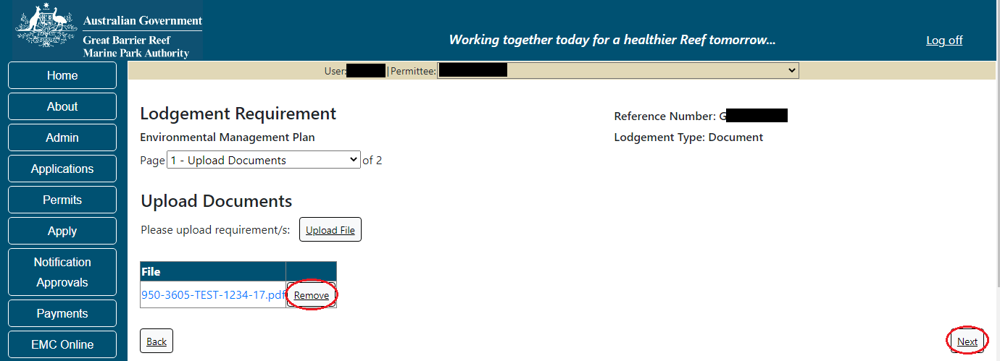 Australian Government
Great Barrier Reef
Marine Park Authority
Working together today for a healthier Reef tomorrow...
Log off
Home
About
Admin
Applications
Permits
Apply
Notification
Approvals
Payments
EMC Online
User: | Permittee:
Lodgement Requirement
Reference Number: G
Environmental Management Plan
Lodgement Type: Document
Page 1 - Upload Documents of 2
Upload Documents
Please upload requirement/s: Upload File
File
950-3605-TEST-1234-17.pdf Remove
Back
Next